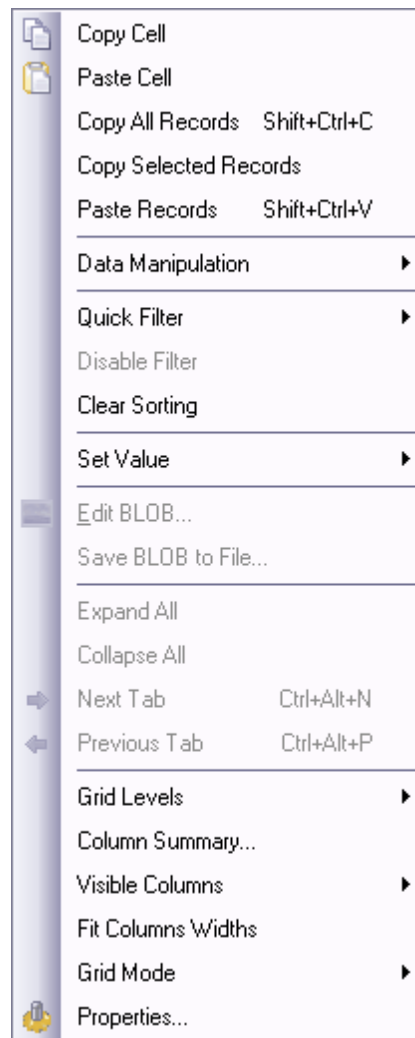 Copy Cell
Paste Cell
Copy All Records Shift+Ctrl+C
Copy Selected Records
Paste Records Shift+Ctrl+V
Data Manipulation
Quick Filter
Disable Filter
Clear Sorting
Set Value
Edit BLOB...
Save BLOB to File...
Expand All
Collapse All
Next Tab Ctrl+Alt+N
Previous Tab Ctrl+Alt+P
Grid Levels
Column Summary...
Visible Columns
Fit Columns Widths
Grid Mode
Properties...